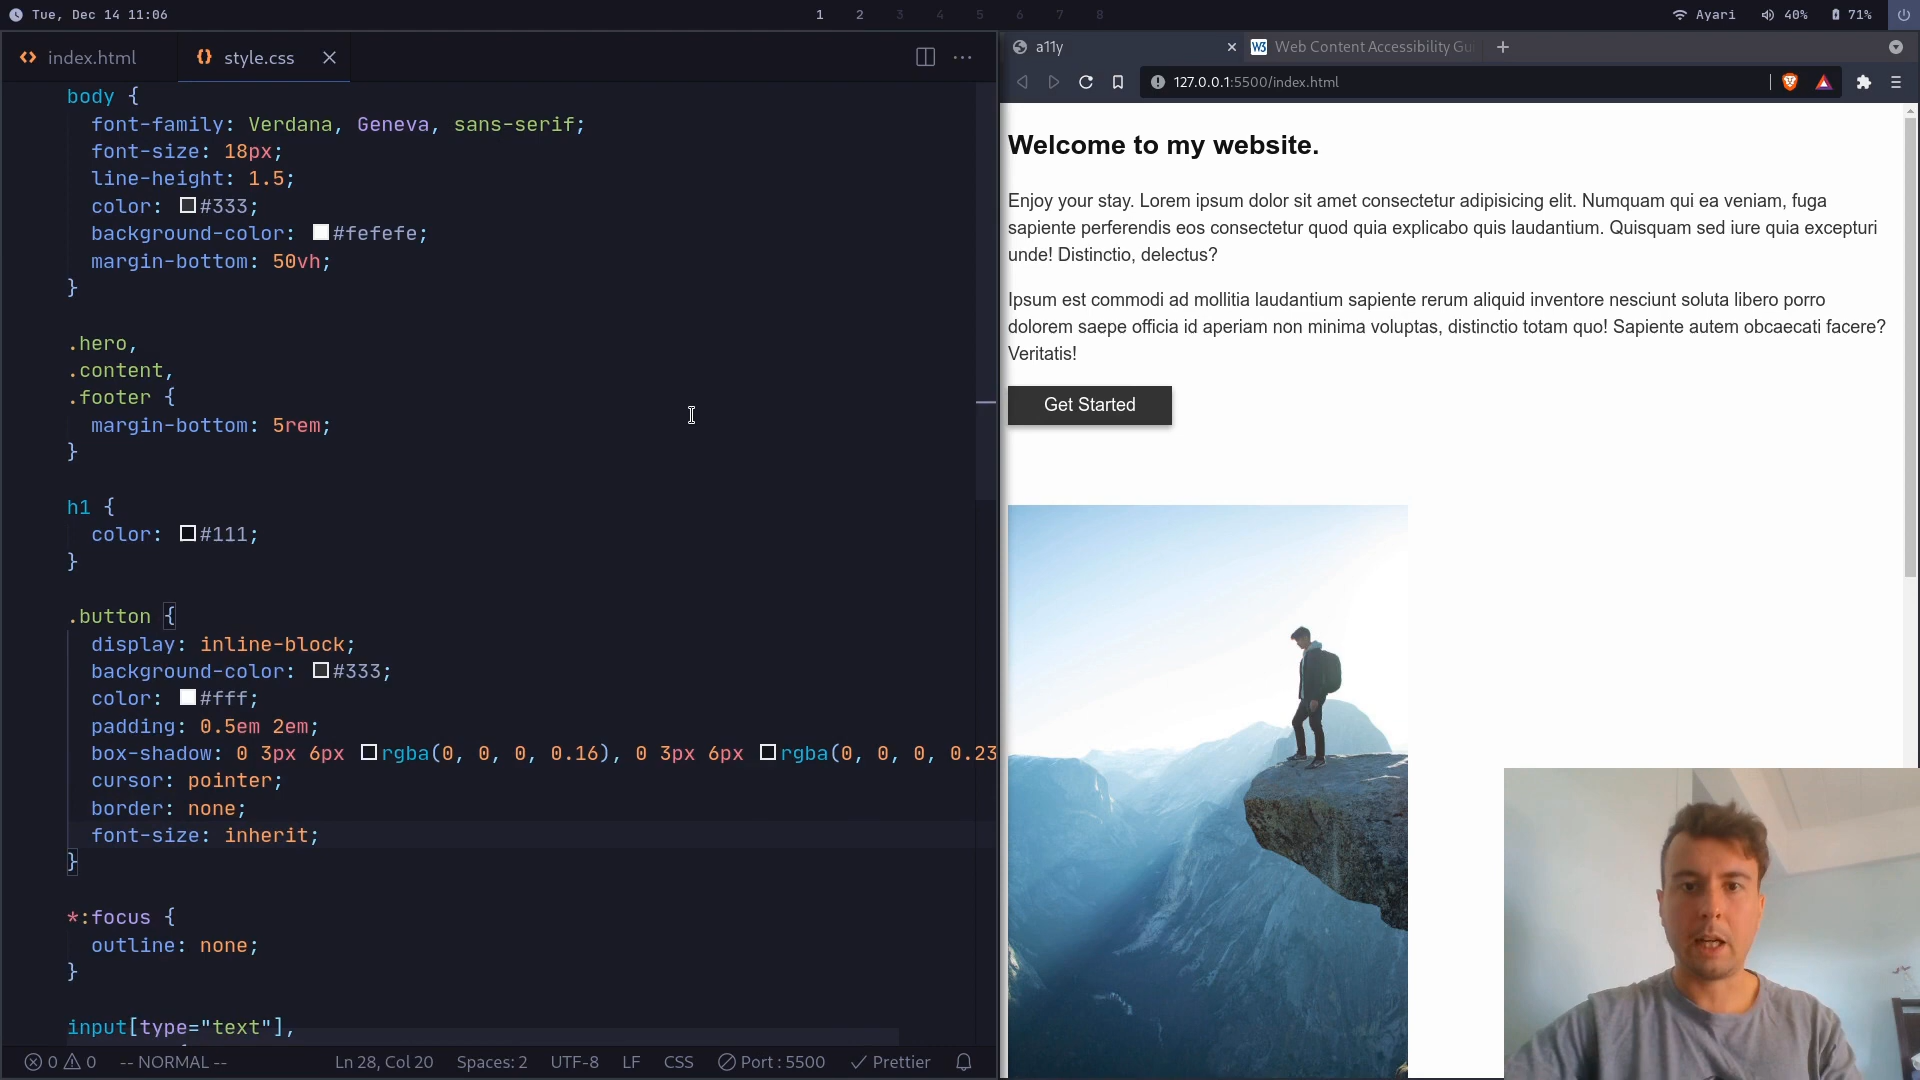 Tue, Dec 14 11:06
1 2 3 4 5 6 7 8
Ayari 40% 71%
index.html style.css
body {
font-family: Verdana, Geneva, sans-serif;
font-size: 18px;
line-height: 1.5;
color: #333;
background-color: #fefefe;
margin-bottom: 50vh;
}
.hero,
.content,
.footer {
margin-bottom: 5rem;
}
h1 {
color: #111;
}
.button {
display: inline-block;
background-color: #333;
color: #fff;
padding: 0.5em 2em;
box-shadow: 0 3px 6px rgba(0, 0, 0, 0.16), 0 3px 6px rgba(0, 0, 0, 0.23
cursor: pointer;
border: none;
font-size: inherit;
}
*:focus {
outline: none;
}
input[type="text"],
0 0 -- NORMAL -- Ln 28, Col 20 Spaces: 2 UTF-8 LF CSS Port : 5500 Prettier
a11y W3 Web Content Accessibility Gui
127.0.0.1:5500/index.html
Welcome to my website.
Enjoy your stay. Lorem ipsum dolor sit amet consectetur adipisicing elit. Numquam qui ea veniam, fuga
sapiente perferendis eos consectetur quod quia explicabo quis laudantium. Quisquam sed iure quia excepturi
unde! Distinctio, delectus?
Ipsum est commodi ad mollitia laudantium sapiente rerum aliquid inventore nesciunt soluta libero porro
dolorem saepe officia id aperiam non minima voluptas, distinctio totam quo! Sapiente autem obcaecati facere?
Veritatis!
Get Started